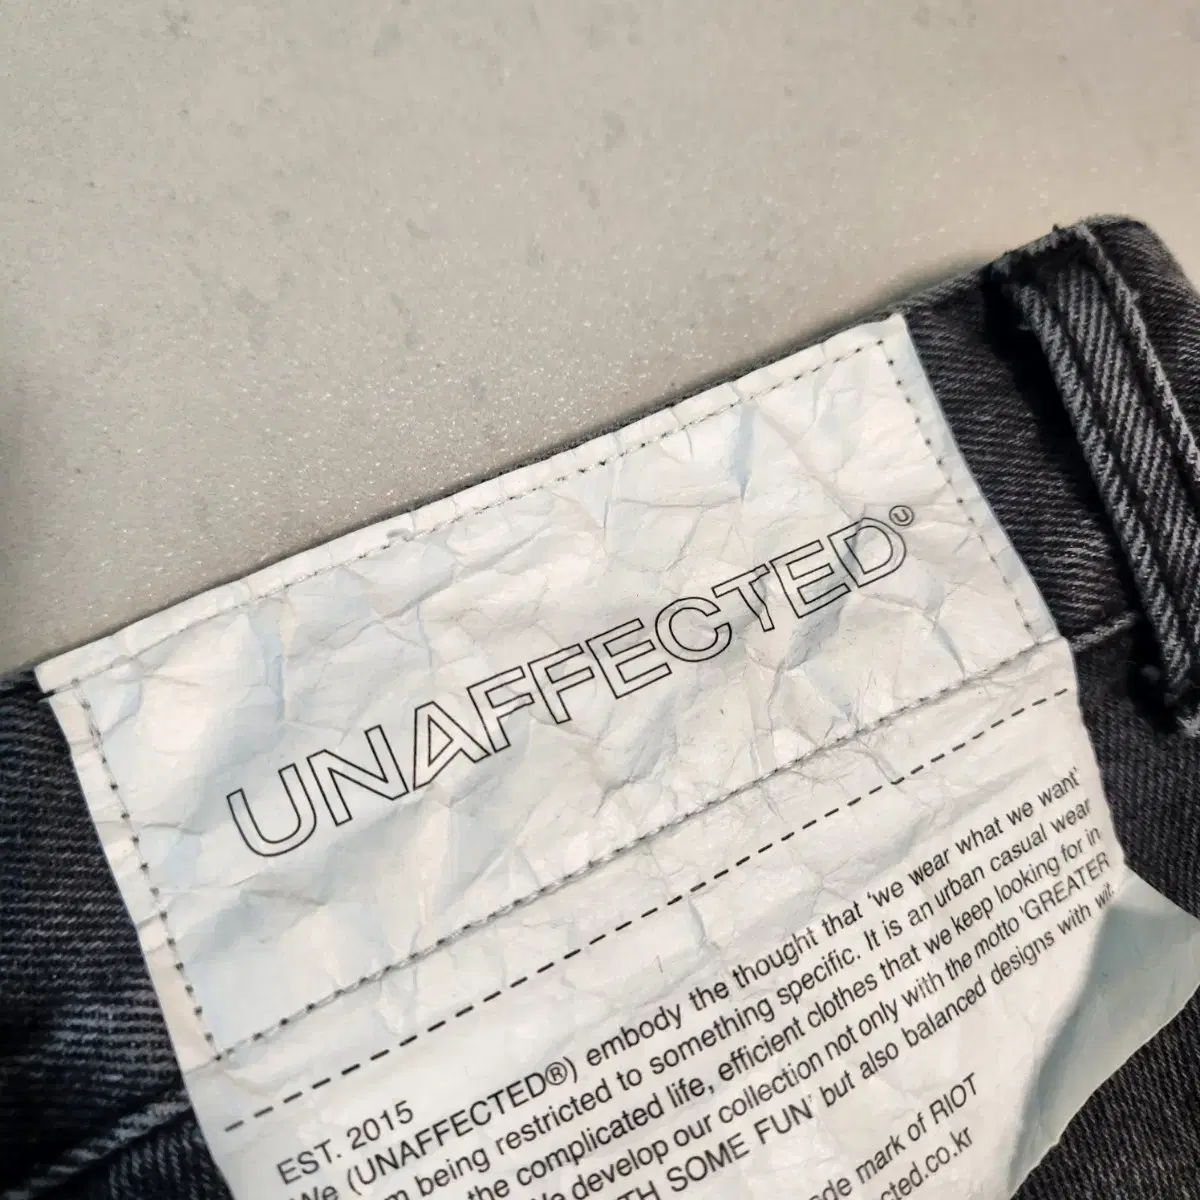 UNAFFECTED
EST. 2015
We (UNAFFECTED®) embody the thought that 'we wear what we want'
being restricted to something specific. It is an urban casual wear
the complicated life, efficient clothes that we keep looking for in
develop our collection not only with the motto 'GREATER
SOME FUN' but also balanced designs with wit.
mark of RIOT
cted.co.kr